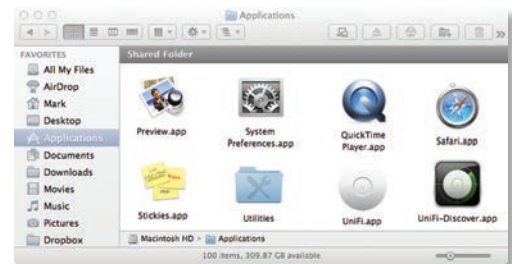 Applications
FAVORITES
All My Files
AirDrop
Mark
Desktop
Applications
Documents
Downloads
Movies
Music
Pictures
Dropbox
Shared Folder
Preview.app
System
Preferences.app
QuickTime
Player.app
Safari.app
Stickies.app
Utilities
UniFi.app
UniFi-Discover.app
Macintosh HD
Applications
100 items, 309.87 GB available